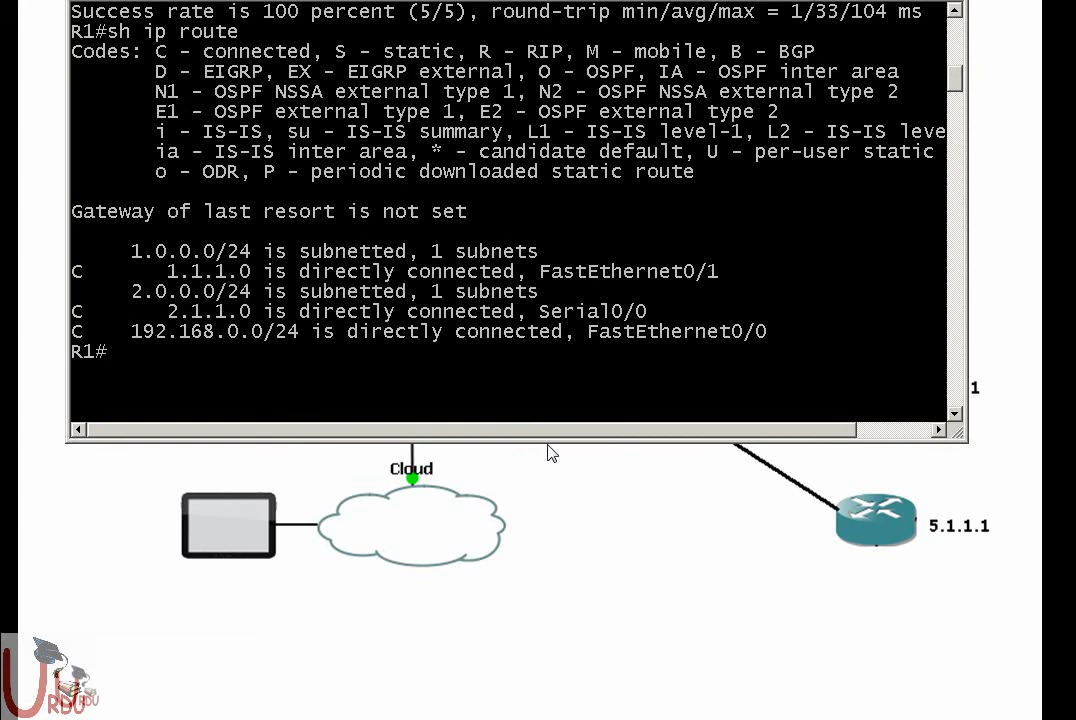 Success rate is 100 percent (5/5), round-trip min/avg/max = 1/33/104 ms
R1#sh ip route
Codes: C - connected, S - static, R - RIP, M - mobile, B - BGP
D - EIGRP, EX - EIGRP external, O - OSPF, IA - OSPF inter area
N1 - OSPF NSSA external type 1, N2 - OSPF NSSA external type 2
E1 - OSPF external type 1, E2 - OSPF external type 2
i - IS-IS, su - IS-IS summary, L1 - IS-IS level-1, L2 - IS-IS leve
ia - IS-IS inter area, * - candidate default, U - per-user static
o - ODR, P - periodic downloaded static route
Gateway of last resort is not set
1.0.0.0/24 is subnetted, 1 subnets
C 1.1.1.0 is directly connected, FastEthernet0/1
2.0.0.0/24 is subnetted, 1 subnets
C 2.1.1.0 is directly connected, Serial0/0
C 192.168.0.0/24 is directly connected, FastEthernet0/0
R1#
1
Cloud
5.1.1.1
URDU